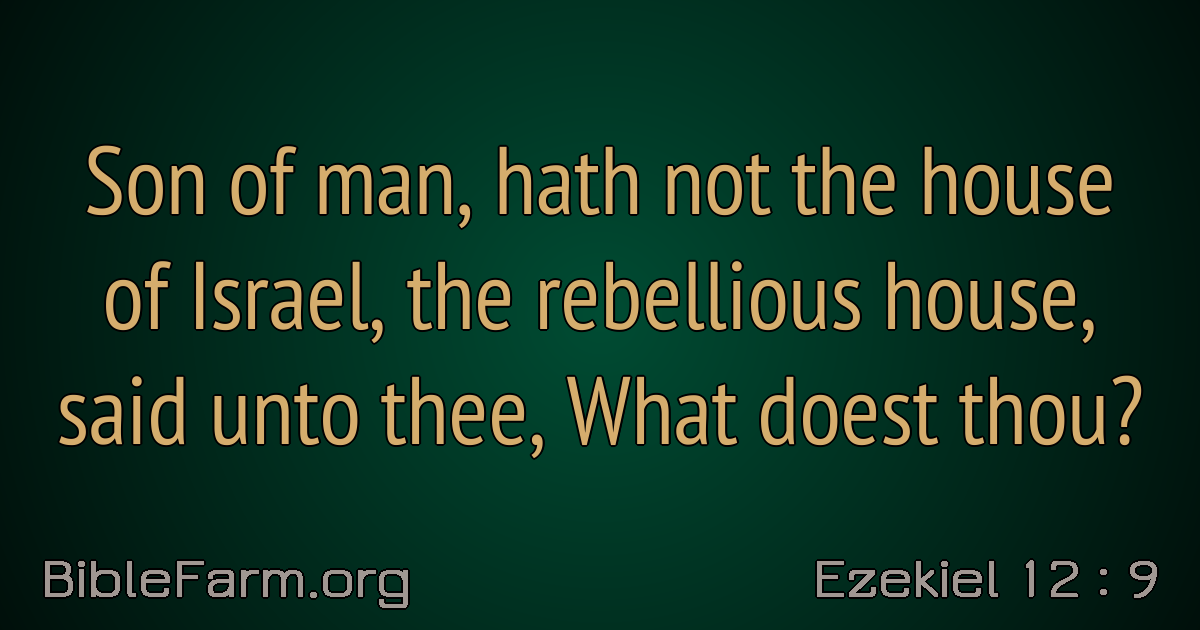 Son of man, hath not the house
of Israel, the rebellious house,
said unto thee, What doest thou?
BibleFarm.org
Ezekiel 12 : 9